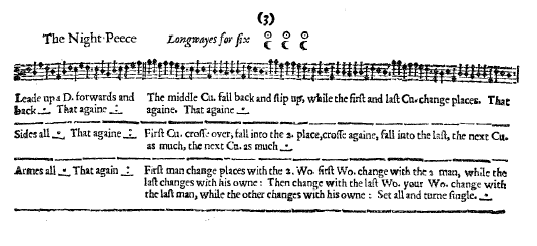 (3)
The Night Peece Longwayes for six
Leade up a D. forwards and
back . That againe :
The middle Cu. fall back and slip up, while the first and last Cu. change places. That
againe. That againe :
Sides all . That againe :
First Cu. crosse over, fall into the 2. place, crosse againe, fall into the last, the next Cu.
as much, the next Cu. as much .
Armes all . That again :
First man change places with the 2. Wo. first Wo. change with the 2 man, while the
last changes with his owne : Then change with the last Wo. your Wo. change with
the last man, while the other changes with his owne : Set all and turne single. .